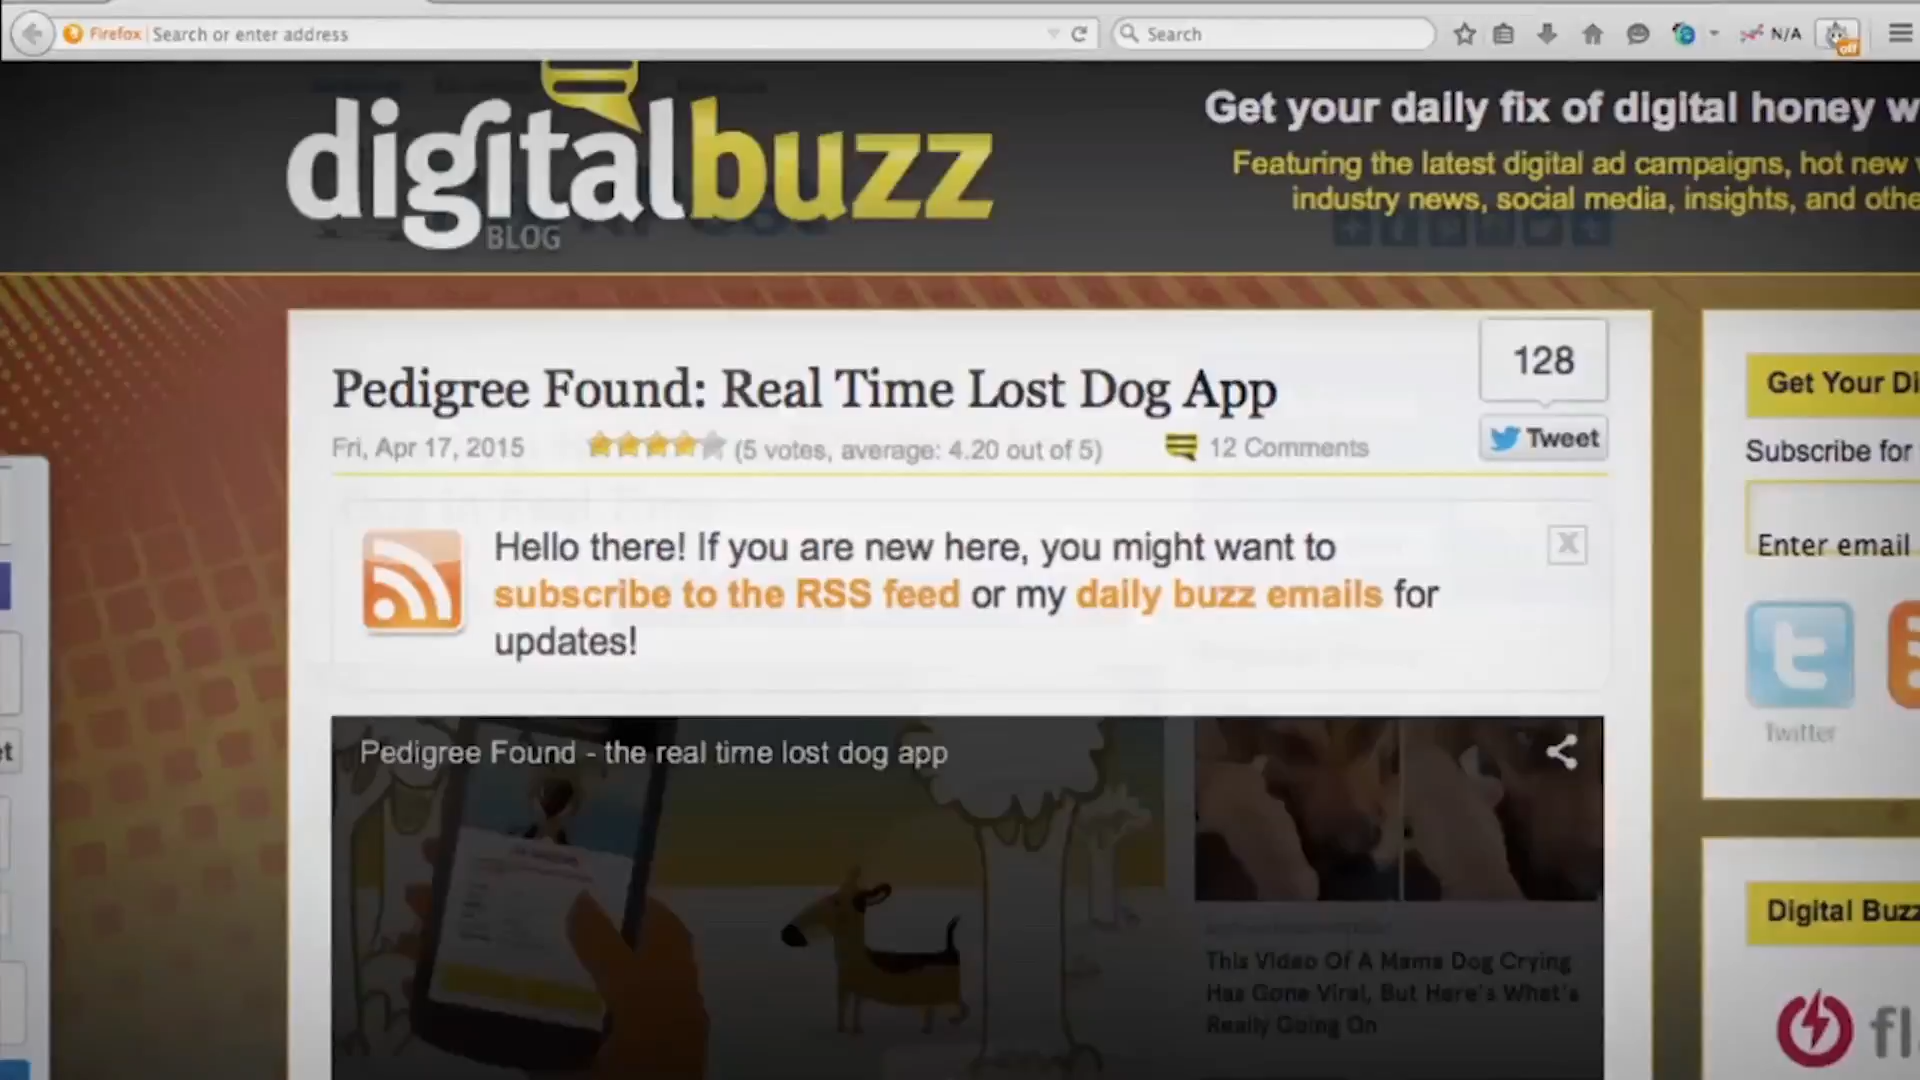 Firefox Search or enter address
Search
N/A
off
digitalbuzz
BLOG
Get your daily fix of digital honey
Featuring the latest digital ad campaigns, hot new
industry news, social media, insights, and
Pedigree Found: Real Time Lost Dog App
128
Tweet
Fri, Apr 17, 2015
(5 votes, average: 4.20 out of 5)
12 Comments
Hello there! If you are new here, you might want to
subscribe to the RSS feed or my daily buzz emails for
updates!
X
Pedigree Found - the real time lost dog app
This Video Of A Mama Dog Crying
Has Gone Viral, But Here's What's
Really Going On
Get Your
Subscribe for
Enter email
t
Twitter
Digital